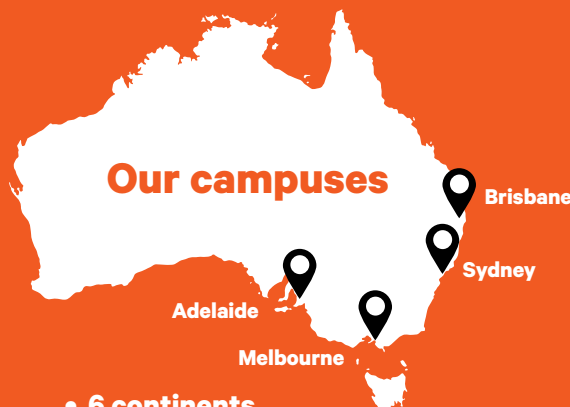 Our campuses
Brisbane
Sydney
Adelaide
Melbourne
• 6 continents